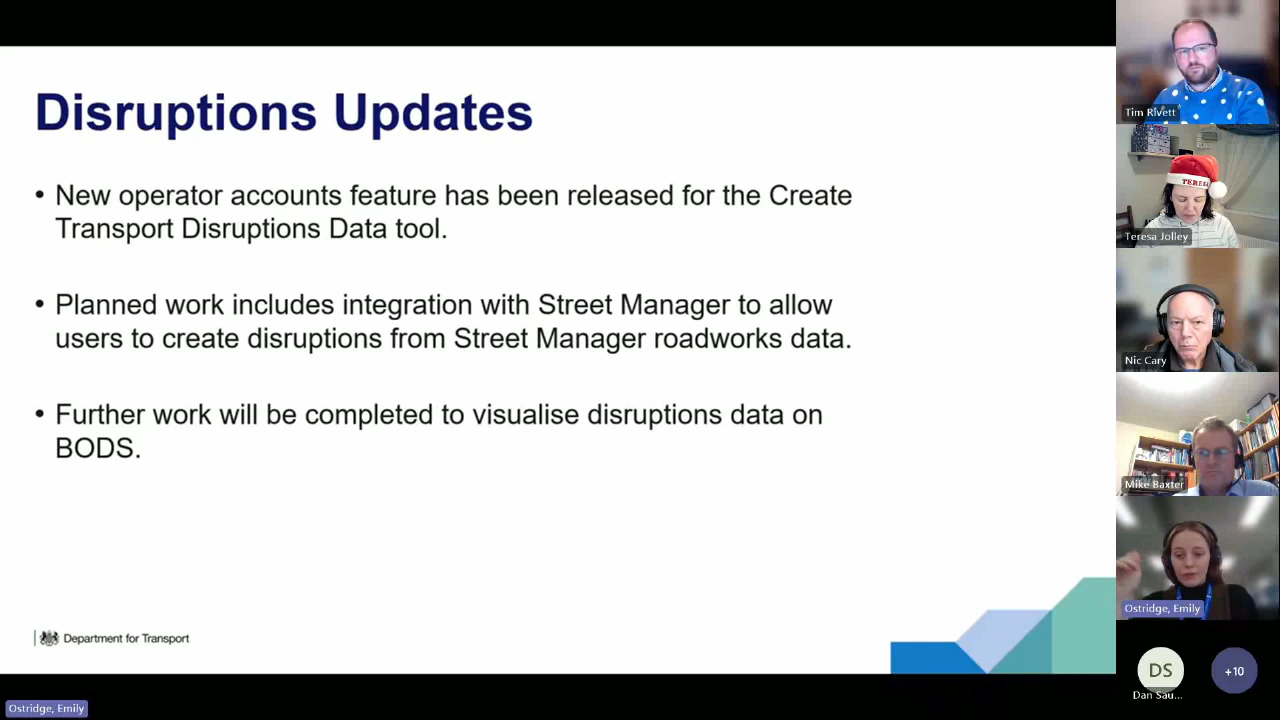 Disruptions Updates
• New operator accounts feature has been released for the Create
Transport Disruptions Data tool.
• Planned work includes integration with Street Manager to allow
users to create disruptions from Street Manager roadworks data.
• Further work will be completed to visualise disruptions data on
BODS.
Department for Transport
Tim Rivett
TERES
Teresa Jolley
Nic Cary
Mike Baxter
Ostridge, Emily
DS
Dan Sau...
+10
Ostridge, Emily